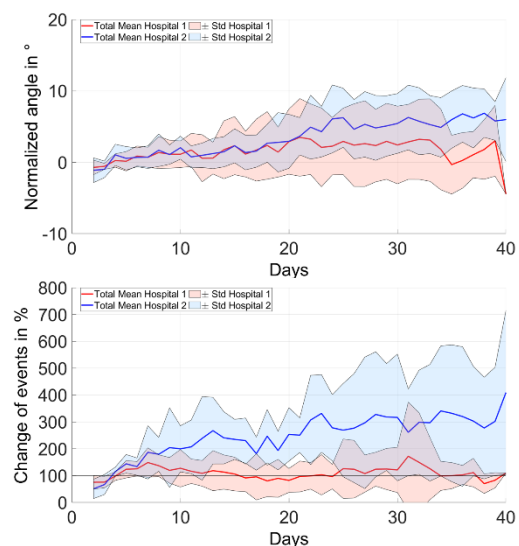 20
10
0
-10
Normalized angle in °
Total Mean Hospital 1 ± Std Hospital 1
Total Mean Hospital 2 ± Std Hospital 2
0 10 20 30 40
Days
800
700
600
500
400
300
200
100
0
Change of events in %
Total Mean Hospital 1 ± Std Hospital 1
Total Mean Hospital 2 ± Std Hospital 2
0 10 20 30 40
Days